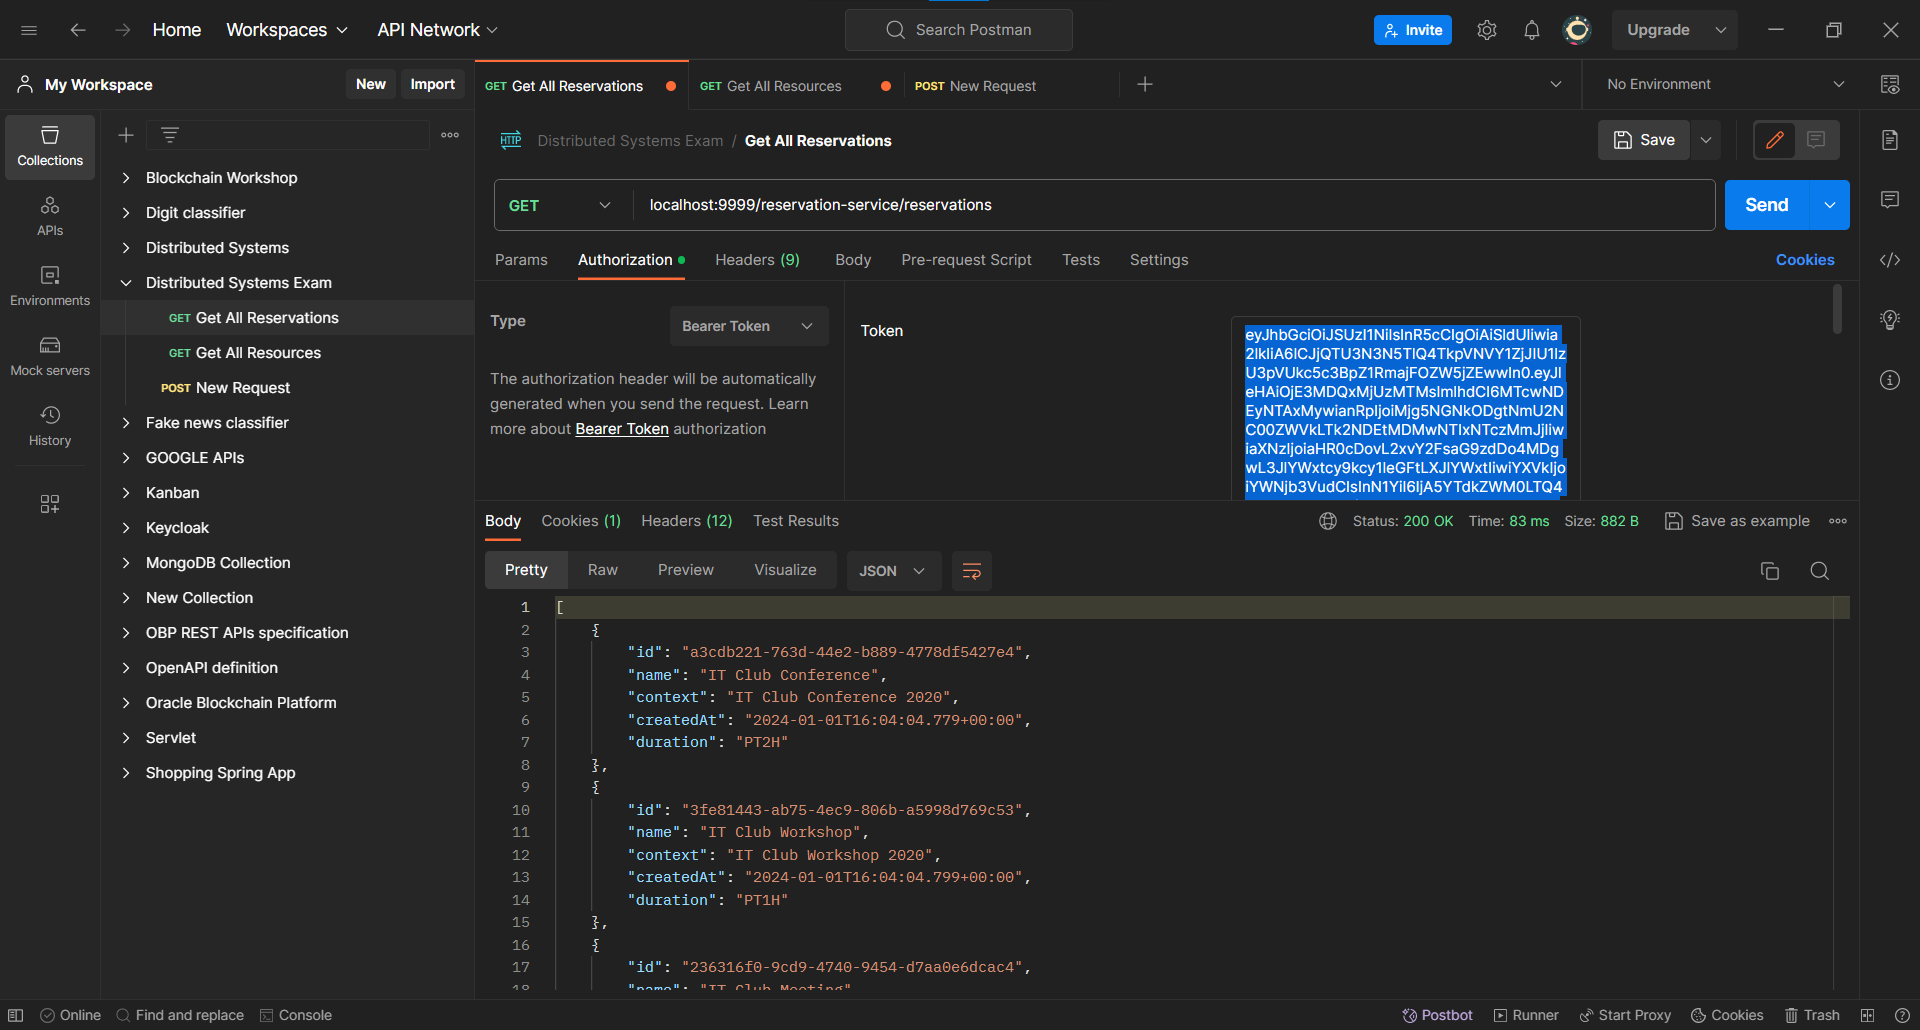 Home Workspaces API Network Search Postman Invite Upgrade
My Workspace New Import
GET Get All Reservations GET Get All Resources POST New Request No Environment
Collections
APIs
Environments
Mock servers
History
Blockchain Workshop
Digit classifier
Distributed Systems
Distributed Systems Exam
GET Get All Reservations
GET Get All Resources
POST New Request
Fake news classifier
GOOGLE APIs
Kanban
Keycloak
MongoDB Collection
New Collection
OBP REST APIs specification
OpenAPI definition
Oracle Blockchain Platform
Servlet
Shopping Spring App
HTTP Distributed Systems Exam / Get All Reservations Save
GET localhost:9999/reservation-service/reservations Send
Params Authorization Headers (9) Body Pre-request Script Tests Settings Cookies
Type Bearer Token
The authorization header will be automatically
generated when you send the request. Learn
more about Bearer Token authorization
Token
eyJhbGciOiJSUzI1NiIsInR5cCIgOiAiSldUIiwia
2lkIiA6ICJjQTU3N3N5TlQ4TkpVNVY1ZjJlU1lz
U3pVUkc5c3BpZ1RmajFOZW5jZEwwIn0.eyJl
eHAiOjE3MDQxMjUzMTMsImlhdCI6MTcwND
EyNTAxMywianRpIjoiMjg5NGNkODgtNmU2N
C00ZWVkLTk2NDEtMDMwNTIxNTczMmJjIiw
iaXNzIjoiaHR0cDovL2xvY2FsaG9zdDo4MDg
wL3JlYWxtcy9kcy1leGFtLXJlYWxtIiwiYXVkIjo
iYWNjb3VudCIsInN1YiI6IjA5YTdkZWM0LTQ4
Body Cookies (1) Headers (12) Test Results Status: 200 OK Time: 83 ms Size: 882 B Save as example
Pretty Raw Preview Visualize JSON
1 [
2 {
3 "id": "a3cdb221-763d-44e2-b889-4778df5427e4",
4 "name": "IT Club Conference",
5 "context": "IT Club Conference 2020",
6 "createdAt": "2024-01-01T16:04:04.779+00:00",
7 "duration": "PT2H"
8 },
9 {
10 "id": "3fe81443-ab75-4ec9-806b-a5998d769c53",
11 "name": "IT Club Workshop",
12 "context": "IT Club Workshop 2020",
13 "createdAt": "2024-01-01T16:04:04.799+00:00",
14 "duration": "PT1H"
15 },
16 {
17 "id": "236316f0-9cd9-4740-9454-d7aa0e6dcac4",
18 "name": "IT Club Meeting"
Online Find and replace Console Postbot Runner Start Proxy Cookies Trash